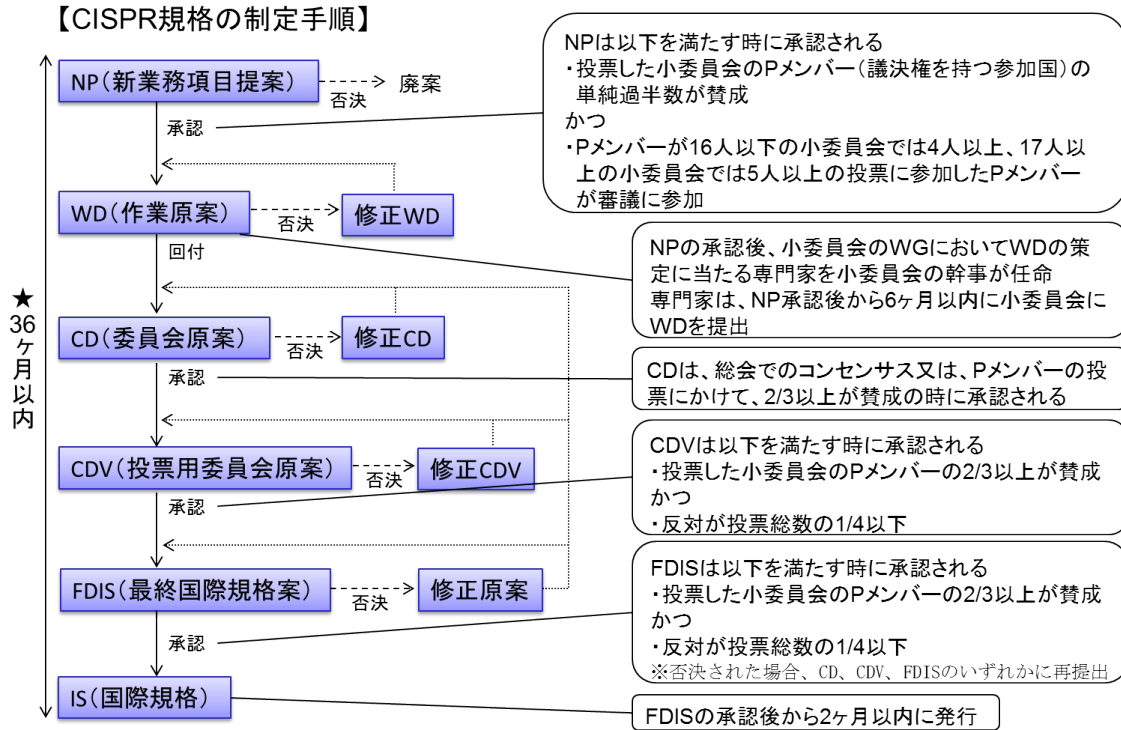 【CISPR規格の制定手順】
NP(新業務項目提案)
否決
廃案
承認
WD(作業原案)
否決
修正WD
回付
CD(委員会原案)
否決
修正CD
承認
CDV(投票用委員会原案)
否決
修正CDV
承認
FDIS(最終国際規格案)
否決
修正原案
承認
IS(国際規格)
★36ヶ月以内
NPは以下を満たす時に承認される
・投票した小委員会のPメンバー(議決権を持つ参加国)の
単純過半数が賛成
かつ
・Pメンバーが16人以下の小委員会では4人以上、17人以
上の小委員会では5人以上の投票に参加したPメンバー
が審議に参加
NPの承認後、小委員会のWGにおいてWDの策
定に当たる専門家を小委員会の幹事が任命
専門家は、NP承認後から6ヶ月以内に小委員会に
WDを提出
CDは、総会でのコンセンサス又は、Pメンバーの投
票にかけて、2/3以上が賛成の時に承認される
CDVは以下を満たす時に承認される
・投票した小委員会のPメンバーの2/3以上が賛成
かつ
・反対が投票総数の1/4以下
FDISは以下を満たす時に承認される
・投票した小委員会のPメンバーの2/3以上が賛成
かつ
・反対が投票総数の1/4以下
※否決された場合、CD、CDV、FDISのいずれかに再提出
FDISの承認後から2ヶ月以内に発行